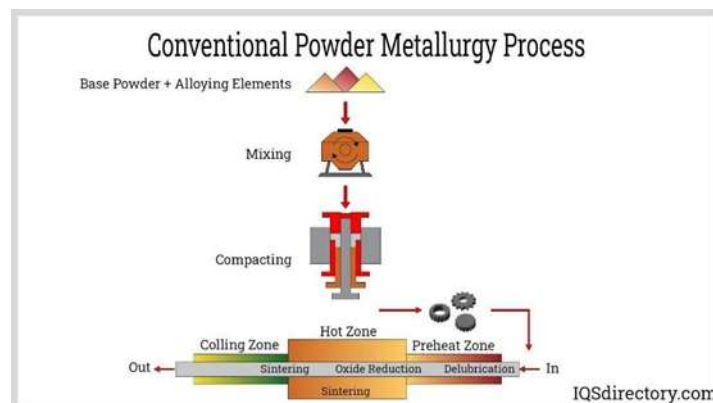 Conventional Powder Metallurgy Process
Base Powder + Alloying Elements
Mixing
Compacting
Hot Zone
Colling Zone
Preheat Zone
Out
Sintering
Oxide Reduction
Delubrication
In
Sintering
IQSdirectory.com